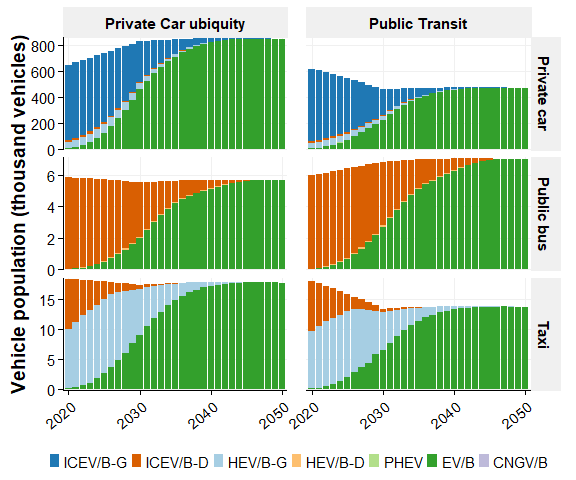 Private Car ubiquity
Public Transit
Vehicle population (thousand vehicles)
800
600
400
200
0
Private car
6
4
2
0
Public bus
15
10
5
0
Taxi
2020
2030
2040
2050
2020
2030
2040
2050
ICEV/B-G
ICEV/B-D
HEV/B-G
HEV/B-D
PHEV
EV/B
CNGV/B